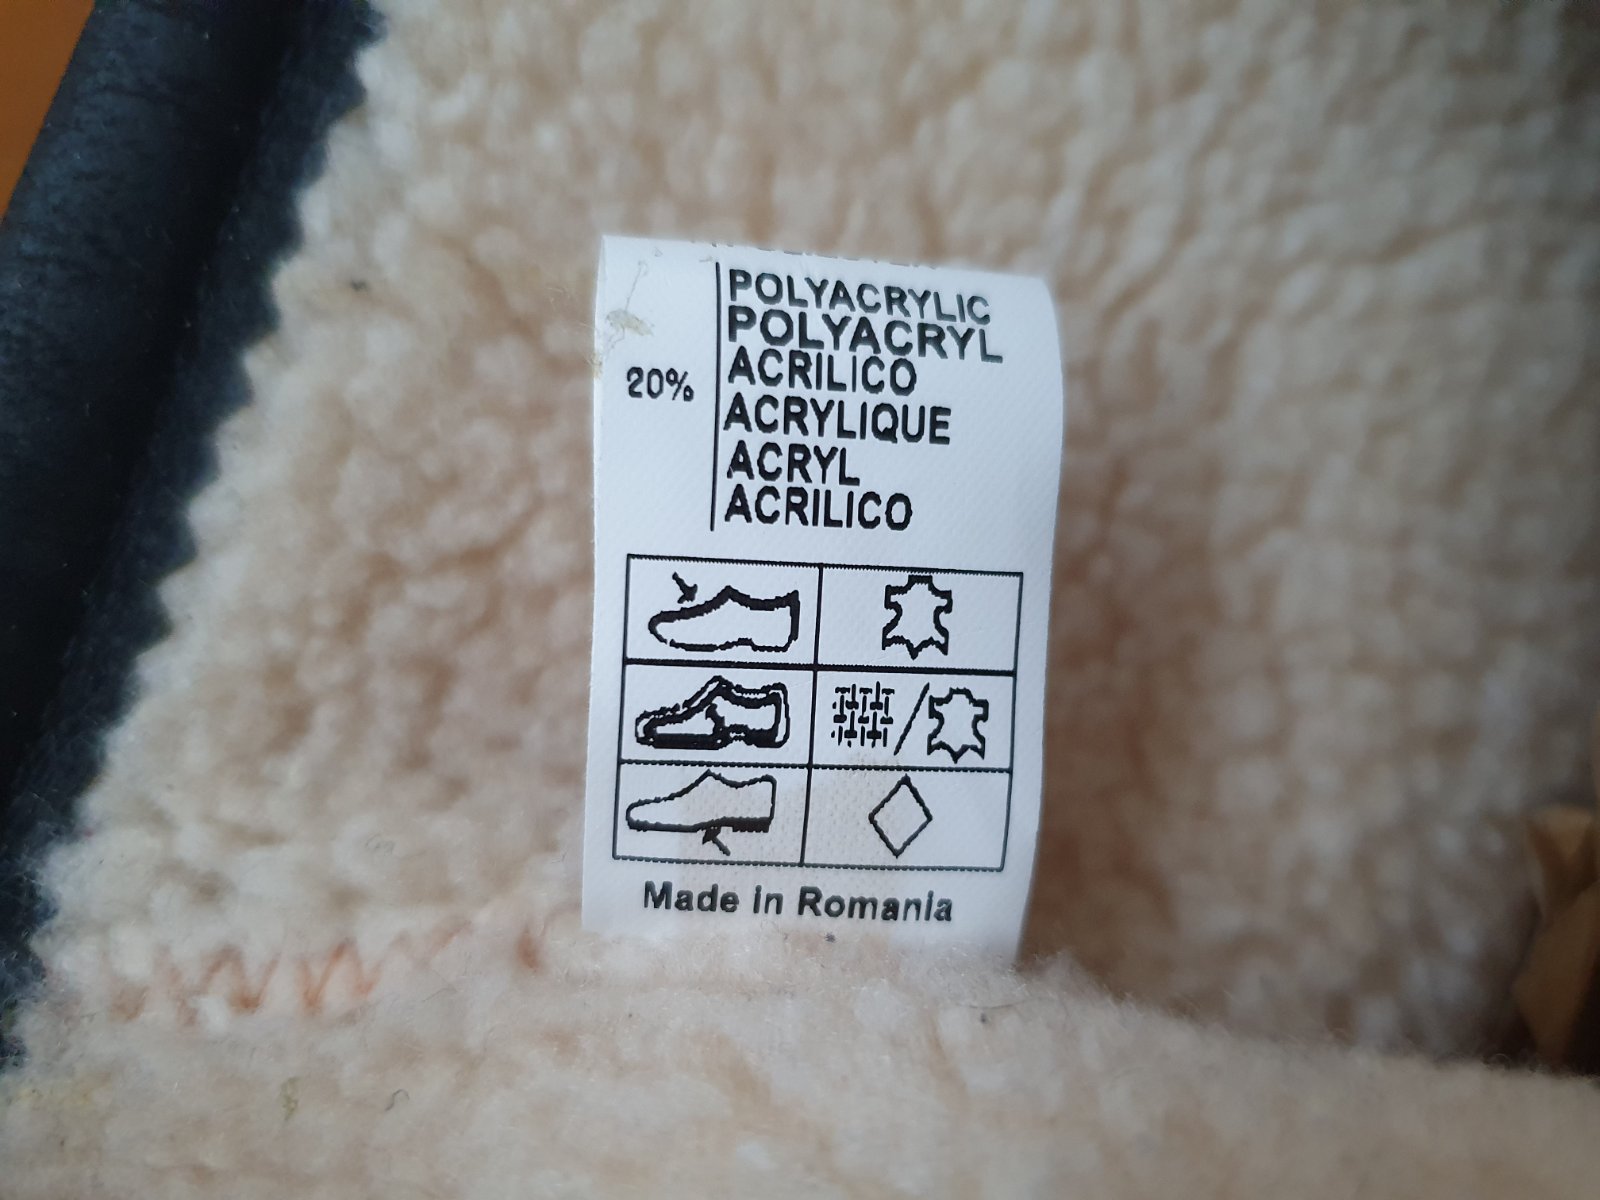 POLYACRYLIC
POLYACRYL
ACRILICO
20%
ACRYLIQUE
ACRYL
ACRILICO
Made in Romania